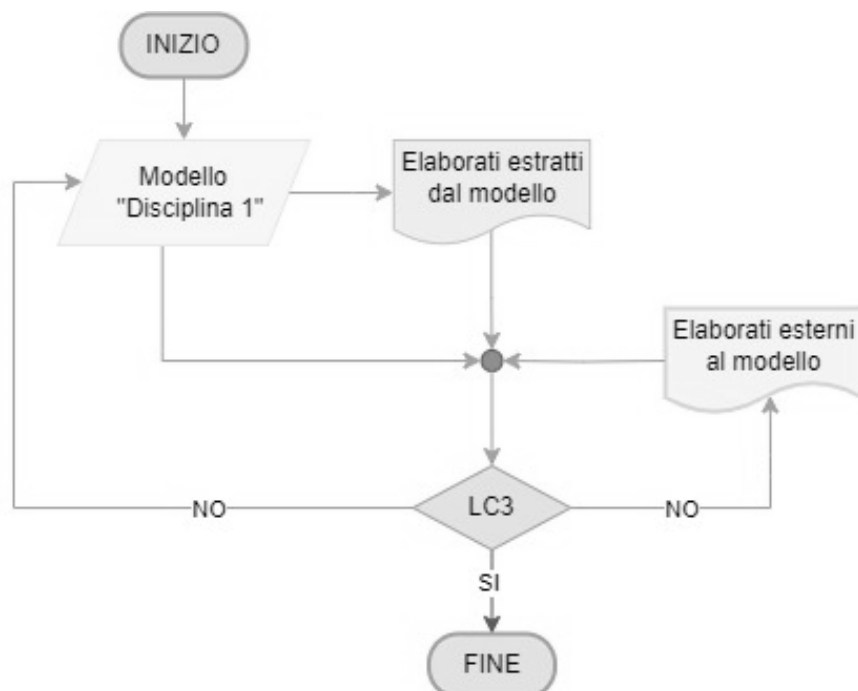 INIZIO
Modello
"Disciplina 1"
Elaborati estratti
dal modello
Elaborati esterni
al modello
LC3
NO
NO
SI
FINE